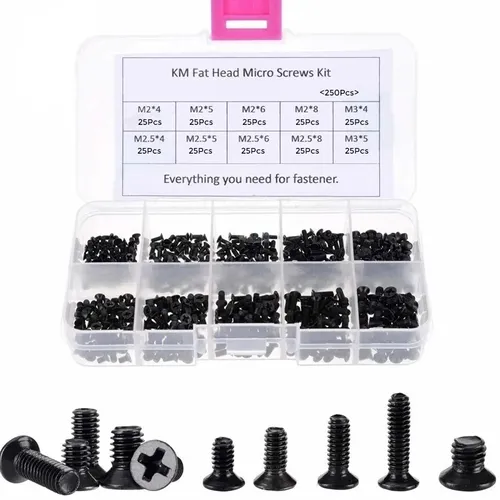 KM Fat Head Micro Screws Kit
<250Pcs>
M2*4 M2*5 M2*6 M2*8 M3*4
25Pcs 25Pcs 25Pcs 25Pcs 25Pcs
M2.5*4 M2.5*5 M2.5*6 M2.5*8 M3*5
25Pcs 25Pcs 25Pcs 25Pcs 25Pcs
Everything you need for fastener.